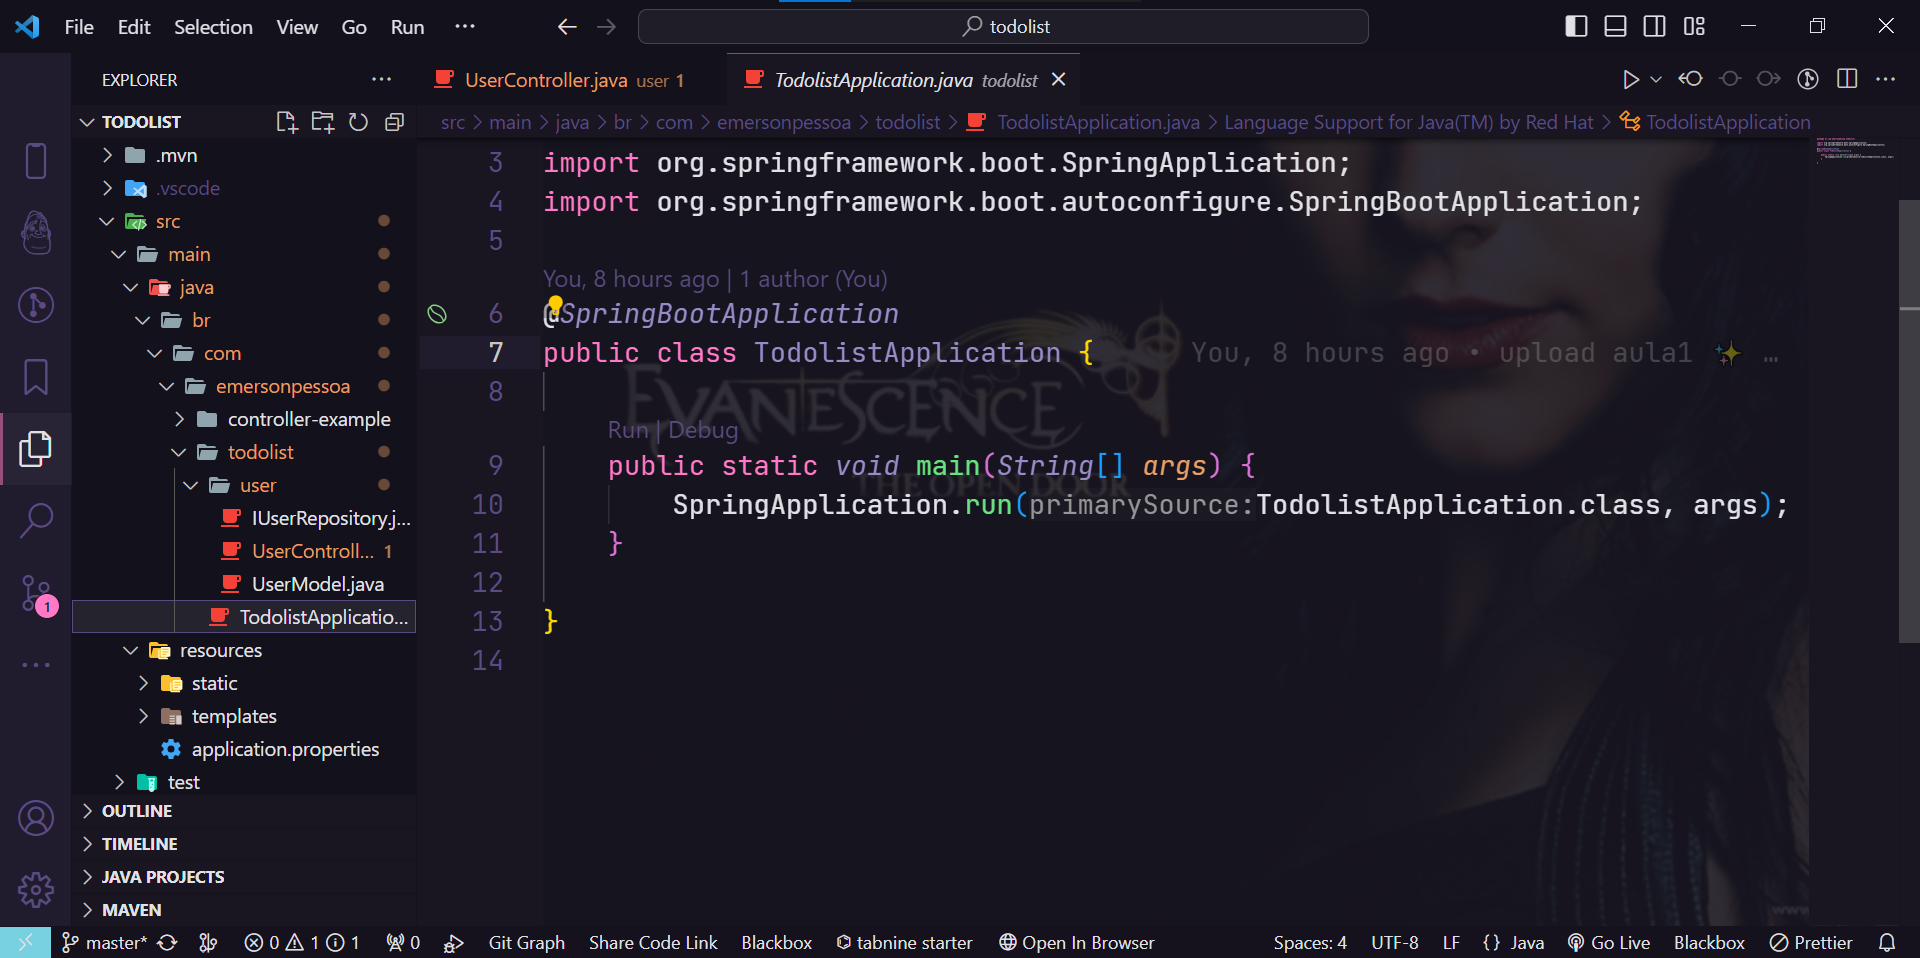 File Edit Selection View Go Run ··· todolist
EXPLORER ···
UserController.java user 1
TodolistApplication.java todolist
TODOLIST
src > main > java > br > com > emersonpessoa > todolist > TodolistApplication.java > Language Support for Java(TM) by Red Hat > TodolistApplication
.mvn
.vscode
src
main
java
br
com
emersonpessoa
controller-example
todolist
user
IUserRepository.j...
UserControll... 1
UserModel.java
TodolistApplicatio...
resources
static
templates
application.properties
test
OUTLINE
TIMELINE
JAVA PROJECTS
MAVEN
1
3 import org.springframework.boot.SpringApplication;
4 import org.springframework.boot.autoconfigure.SpringBootApplication;
5
You, 8 hours ago | 1 author (You)
6 @SpringBootApplication
7 public class TodolistApplication { You, 8 hours ago • upload aula1 ✨ …
8
Run | Debug
9 public static void main(String[] args) {
10 SpringApplication.run(primarySource:TodolistApplication.class, args);
11 }
12
13 }
14
EVANESCENCE
THE OPEN DOOR
master* 0 1 1 0 Git Graph Share Code Link Blackbox tabnine starter Open In Browser Spaces: 4 UTF-8 LF {} Java Go Live Blackbox Prettier